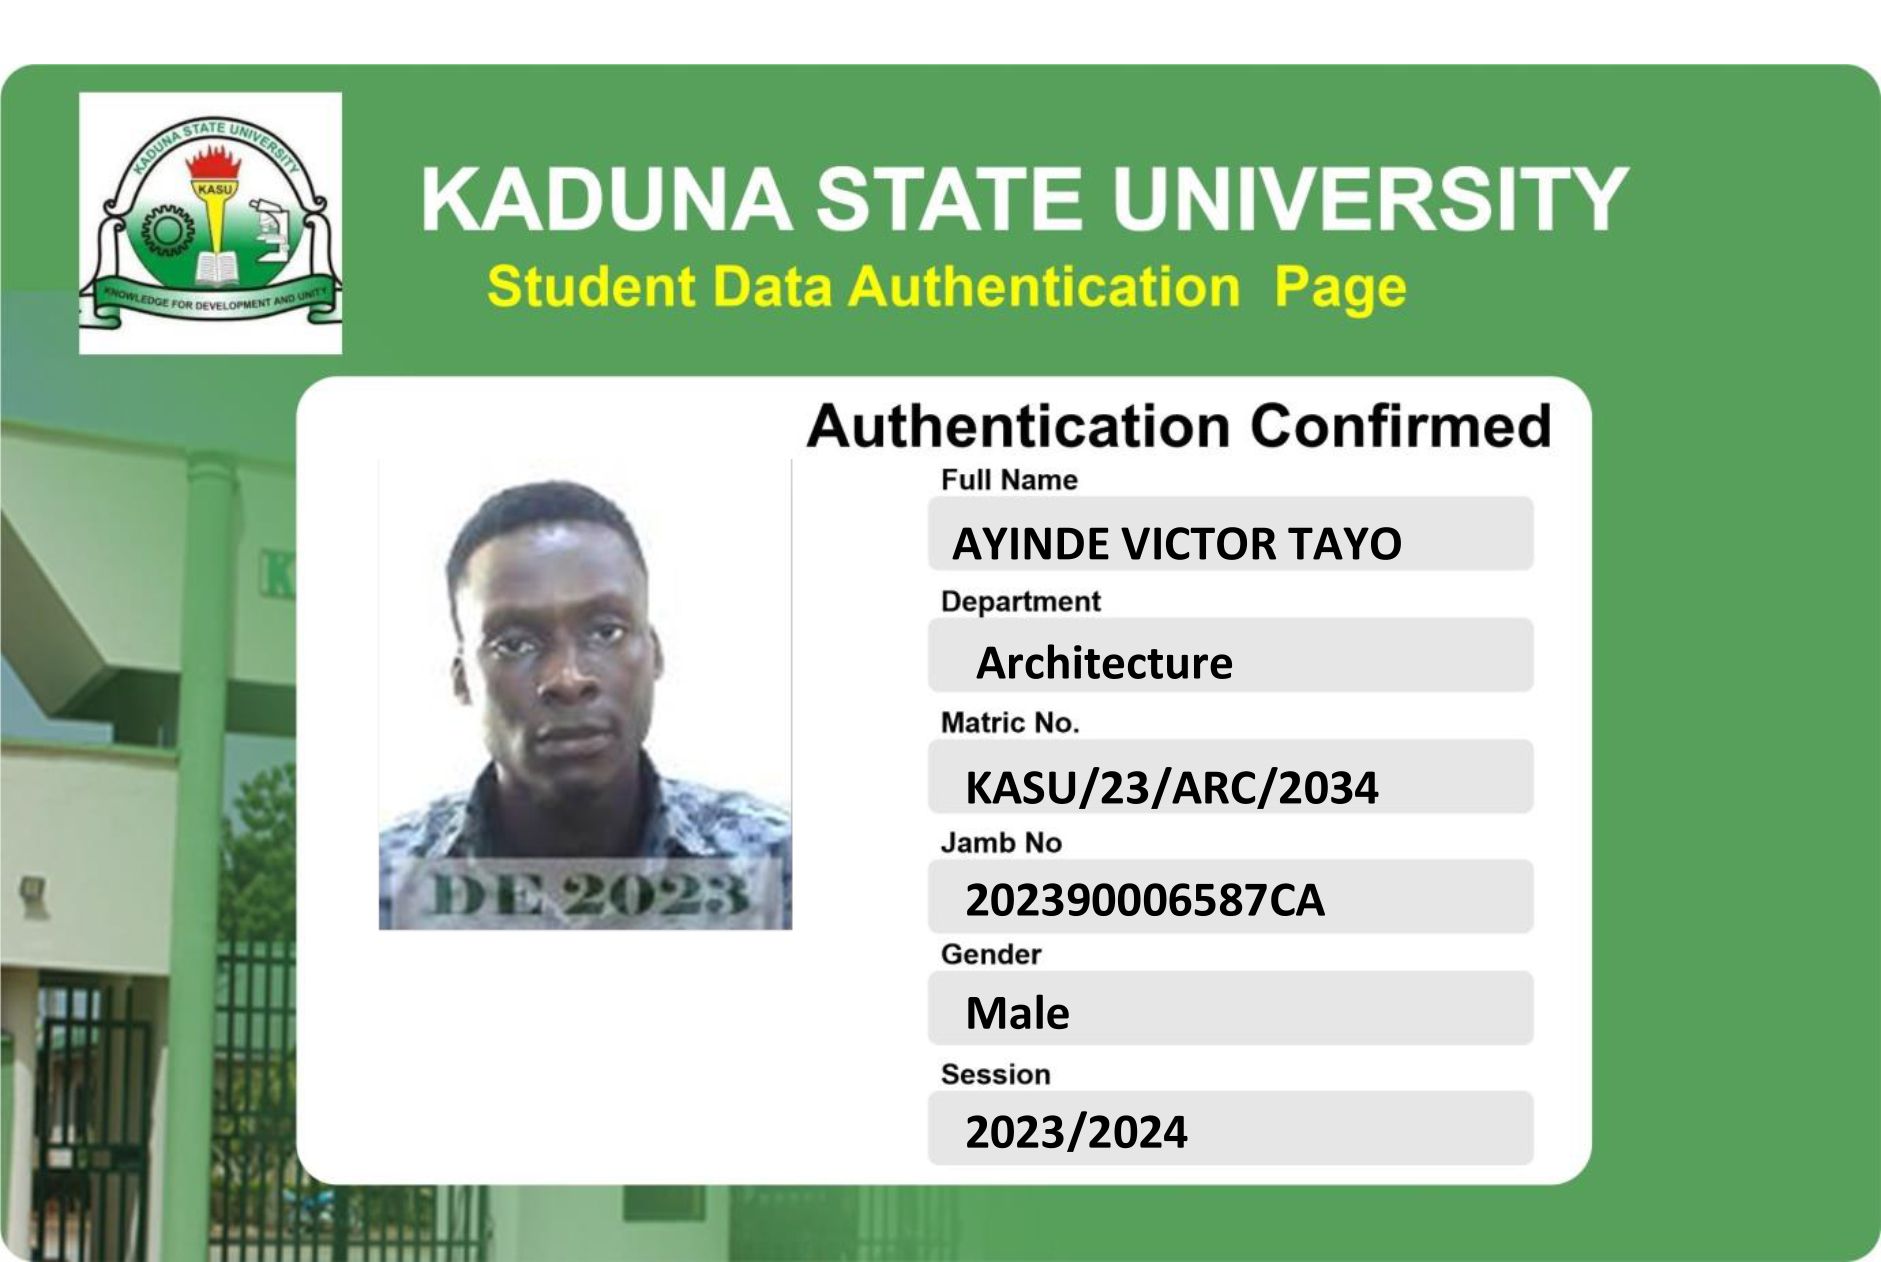 KADUNA STATE UNIVERSITY
KASU
KNOWLEDGE FOR DEVELOPMENT AND UNITY
KADUNA STATE UNIVERSITY
Student Data Authentication Page
Authentication Confirmed
Full Name
AYINDE VICTOR TAYO
Department
Architecture
Matric No.
KASU/23/ARC/2034
Jamb No
202390006587CA
Gender
Male
Session
2023/2024
DE 2023
K